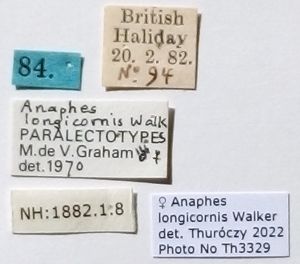 British
Haliday
20. 2. 82.
Nº 94
84.
Anaphes
longicornis Walk
PARALECTOTYPES
M. de V. Graham ♂♀
det. 1970
NH:1882.1.8
♀ Anaphes
longicornis Walker
det. Thuróczy 2022
Photo No Th3329